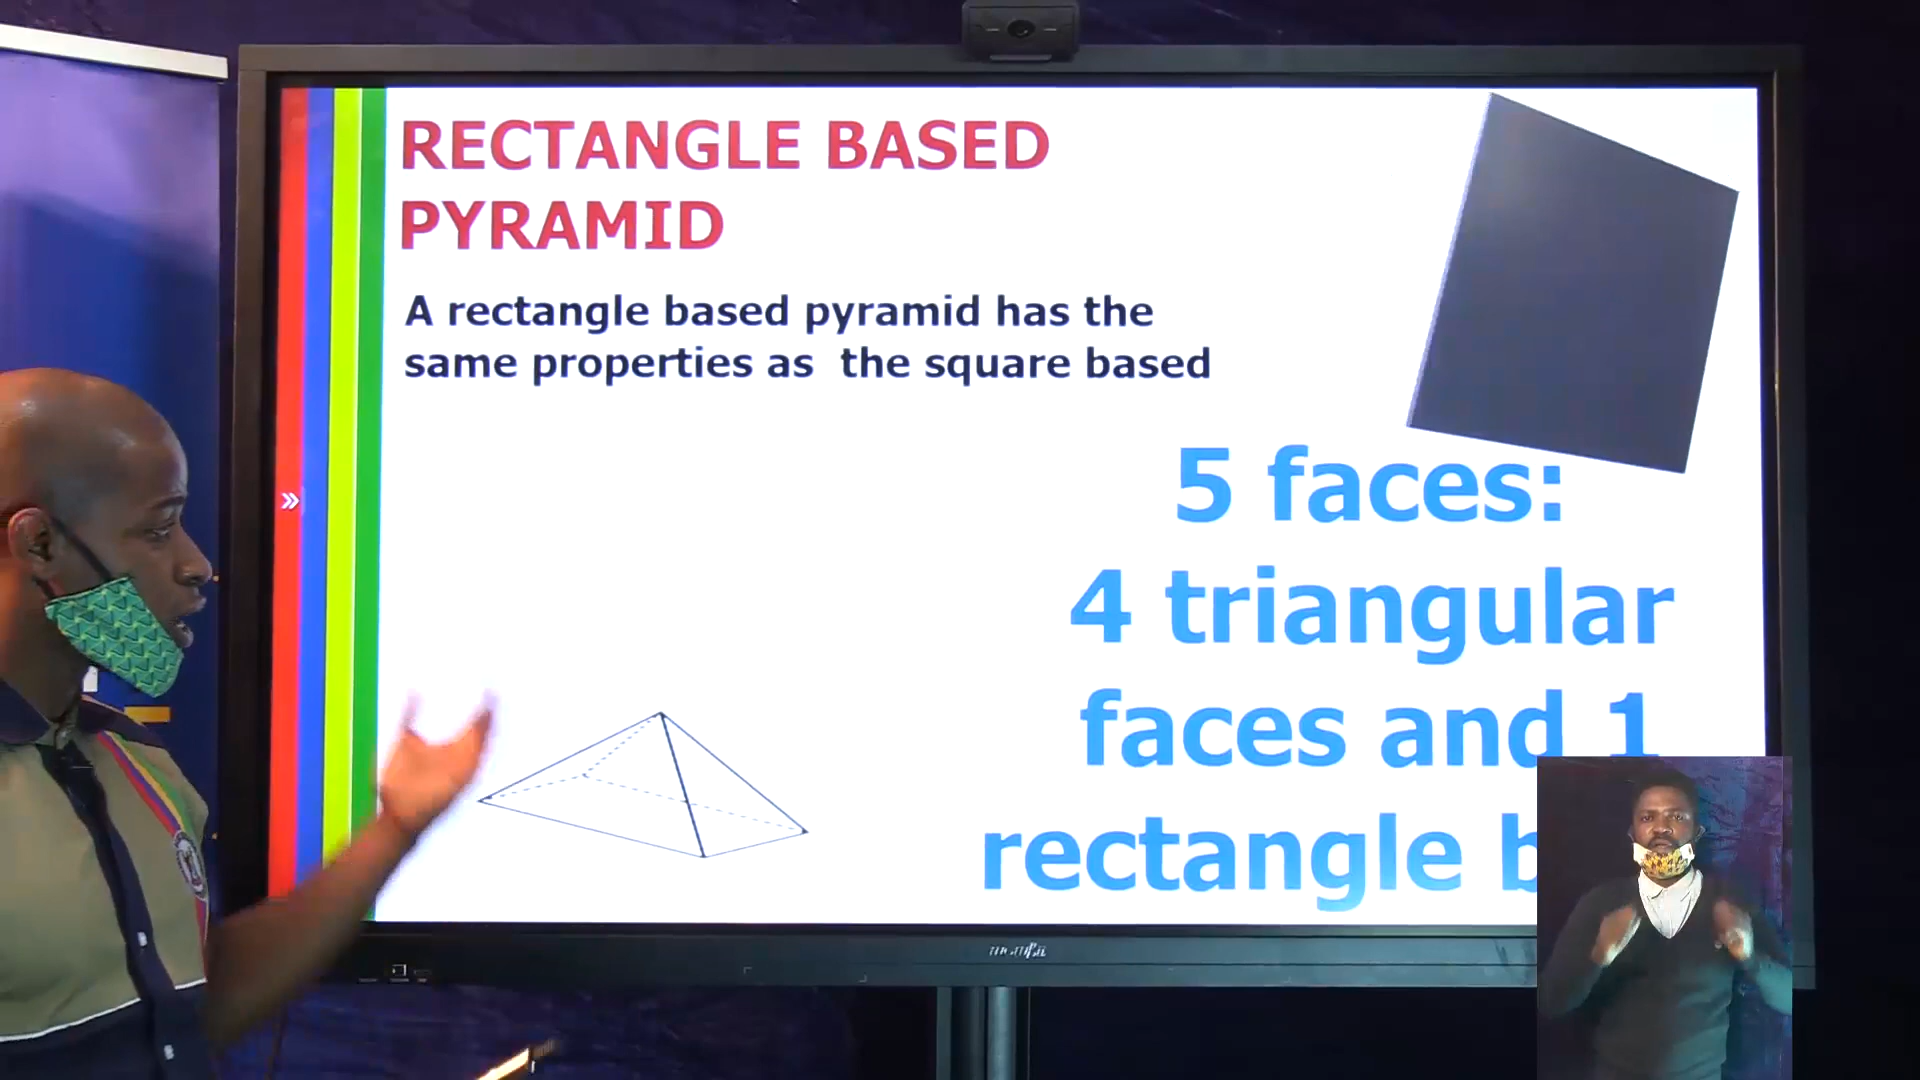 RECTANGLE BASED
PYRAMID
A rectangle based pyramid has the
same properties as the square based
5 faces:
4 triangular
faces and 1
rectangle